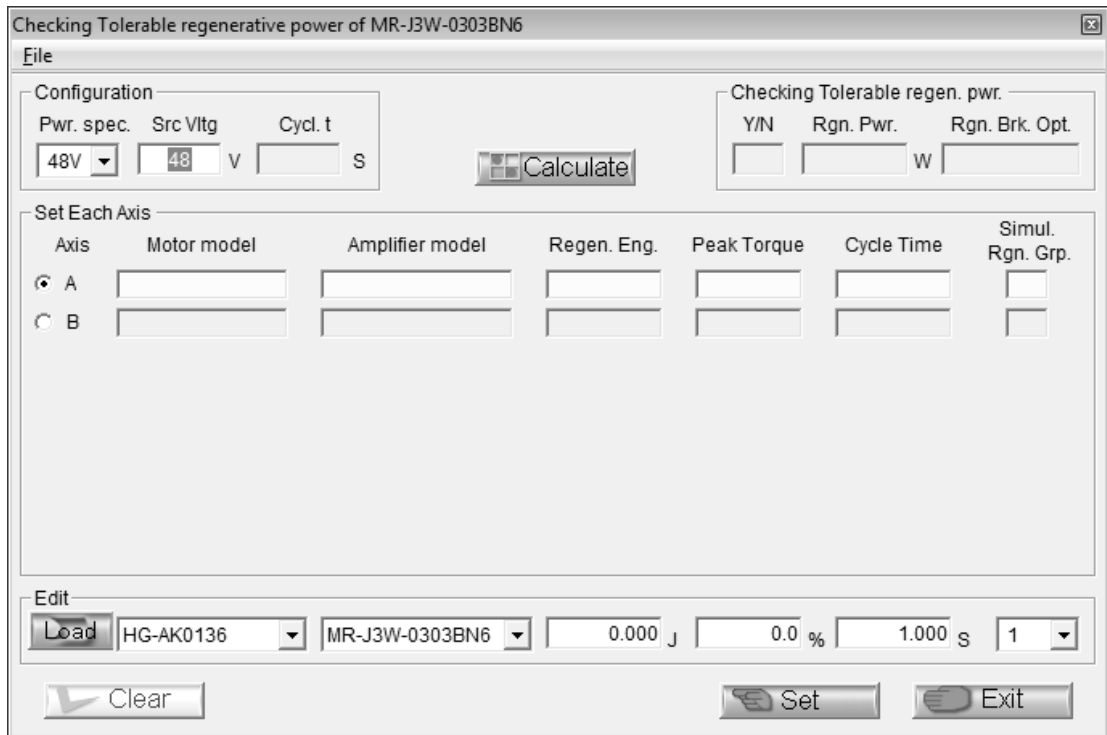 Checking Tolerable regenerative power of MR-J3W-0303BN6
File
Configuration
Pwr. spec. Src Vltg Cycl. t
48V 48 V S
Calculate
Checking Tolerable regen. pwr.
Y/N Rgn. Pwr. Rgn. Brk. Opt.
W
Set Each Axis
Axis Motor model Amplifier model Regen. Eng. Peak Torque Cycle Time Simul. Rgn. Grp.
A
B
Edit
Load HG-AK0136 MR-J3W-0303BN6 0.000 J 0.0 % 1.000 S 1
Clear Set Exit